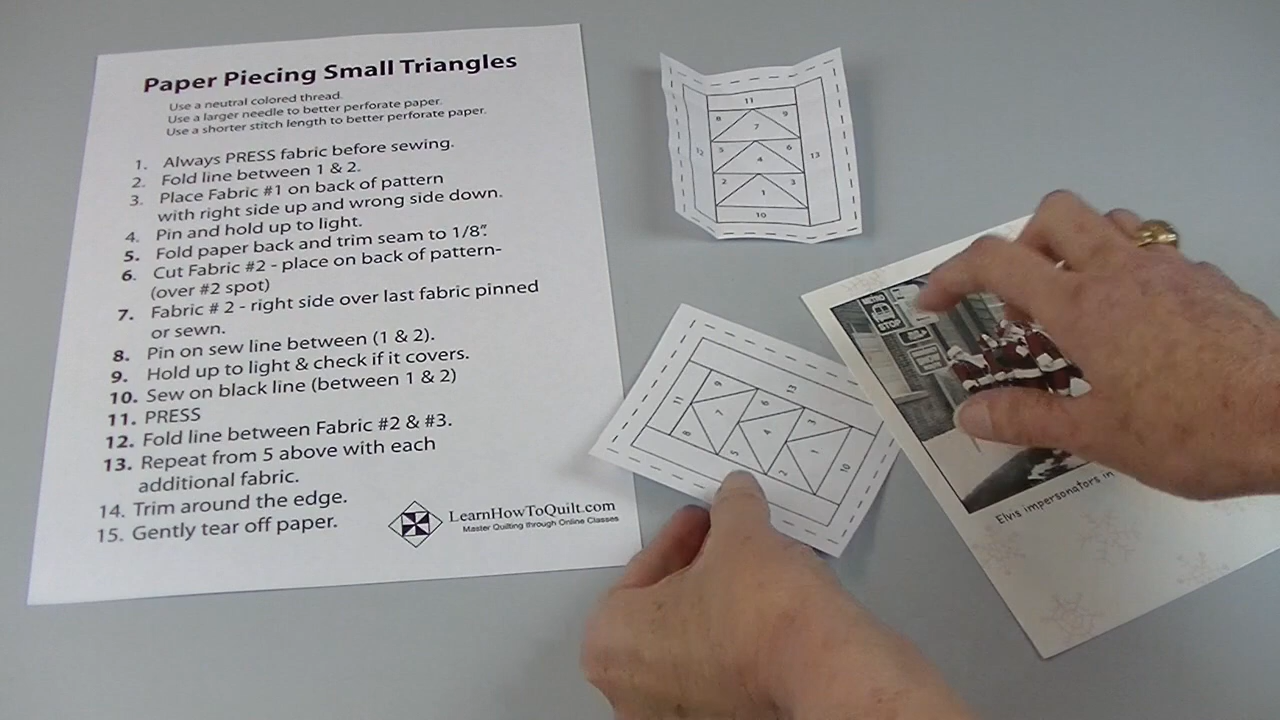 Paper Piecing Small Triangles
Use a neutral colored thread.
Use a larger needle to better perforate paper.
Use a shorter stitch length to better perforate paper.
1. Always PRESS fabric before sewing.
2. Fold line between 1 & 2.
3. Place Fabric #1 on back of pattern
with right side up and wrong side down.
4. Pin and hold up to light.
5. Fold paper back and trim seam to 1/8".
6. Cut Fabric #2 - place on back of pattern-
(over #2 spot)
7. Fabric # 2 - right side over last fabric pinned
or sewn.
8. Pin on sew line between (1 & 2).
9. Hold up to light & check if it covers.
10. Sew on black line (between 1 & 2)
11. PRESS
12. Fold line between Fabric #2 & #3.
13. Repeat from 5 above with each
additional fabric.
14. Trim around the edge.
15. Gently tear off paper.
LearnHowToQuilt.com
Master Quilting through Online Classes
11
8 9
7
12 5 6 13
4
2 3
1
10
13
9 6 3
11 7 4 1
8 5 2 10
METRO
STOP
Elvis impersonators in